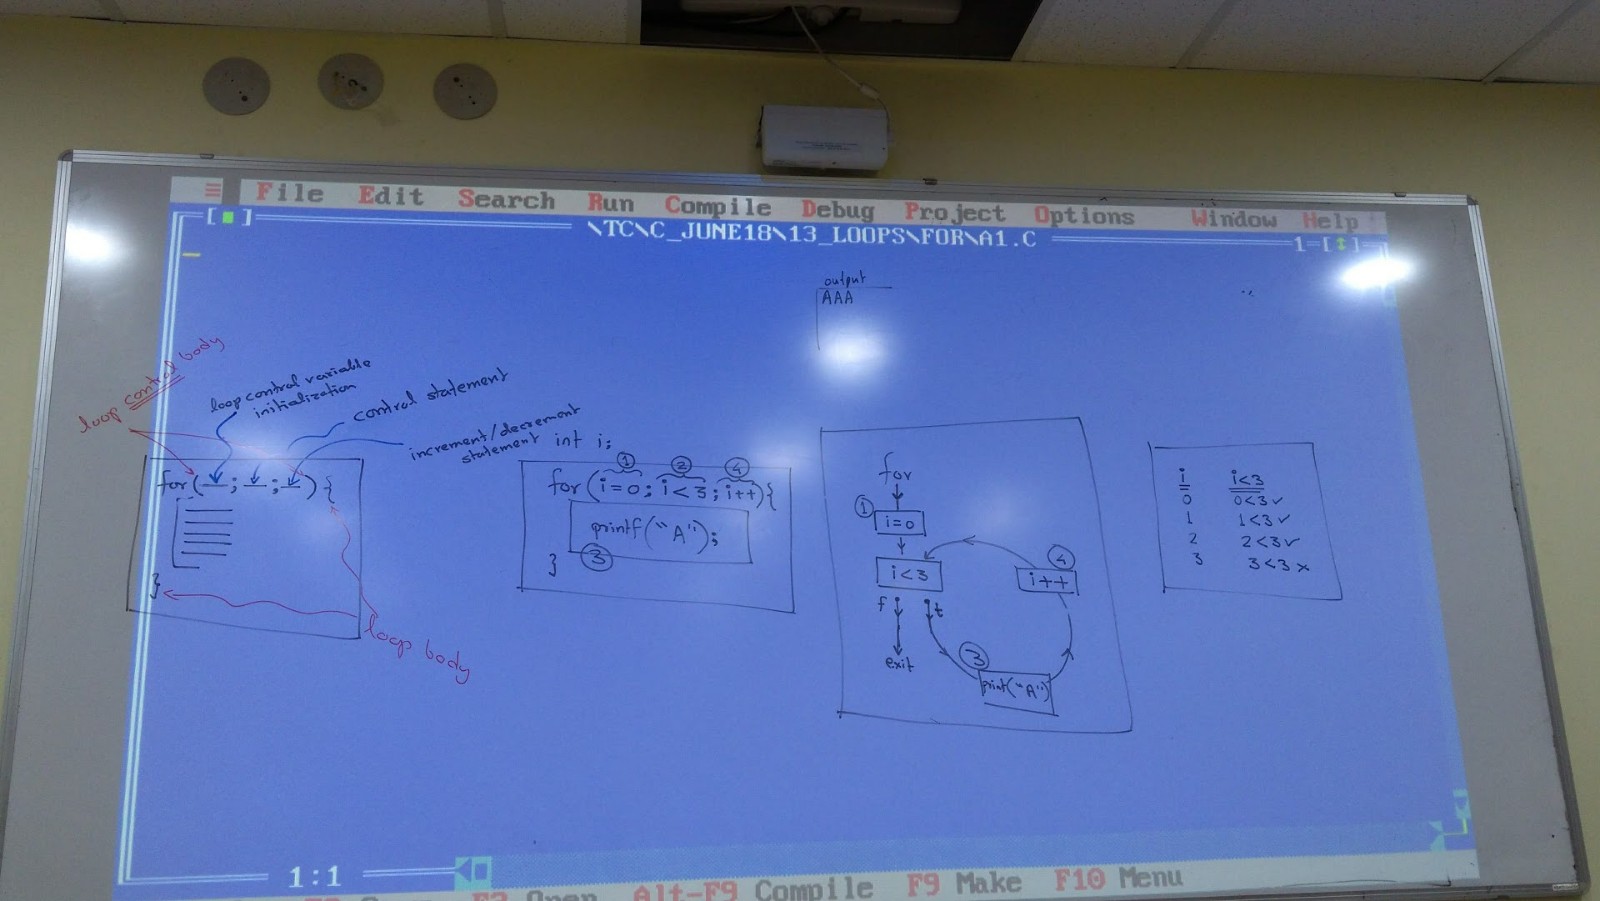 ≡ File Edit Search Run Compile Debug Project Options Window Help
[■] \TC\C_JUNE18\13_LOOPS\FOR\A1.C 1=[↕]
output
AAA
loop control body
loop control variable
initialization
control statement
increment/decrement
statement
for(__;__;__){
}
loop body
int i;
1 2 4
for(i=0; i<3; i++){
printf("A");
3
}
for
1
i=0
i<3
4
i++
f t
exit
3
print("A")
i i<3
0 0<3✓
1 1<3✓
2 2<3✓
3 3<3 x
1:1
Open Alt-F9 Compile F9 Make F10 Menu